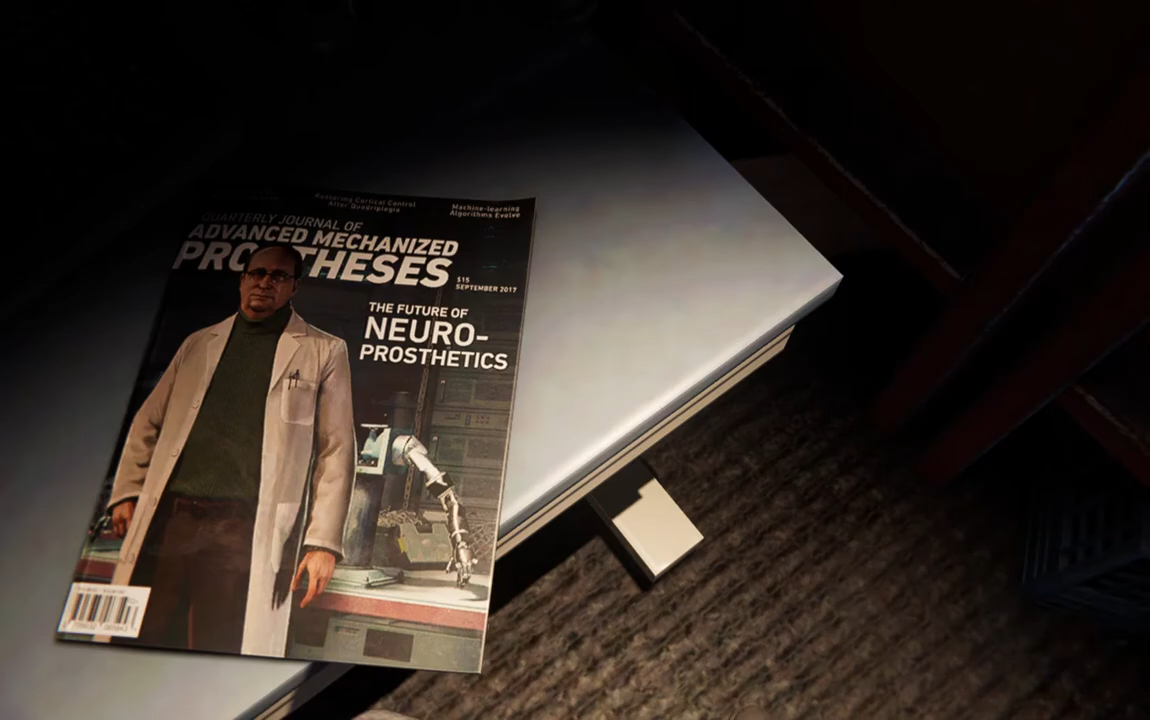 Restoring Cortical Control
After Quadriplegia
Machine-learning
Algorithms Evolve
QUARTERLY JOURNAL OF
ADVANCED MECHANIZED
PROSTHESES
$15
SEPTEMBER 2017
THE FUTURE OF
NEURO-
PROSTHETICS